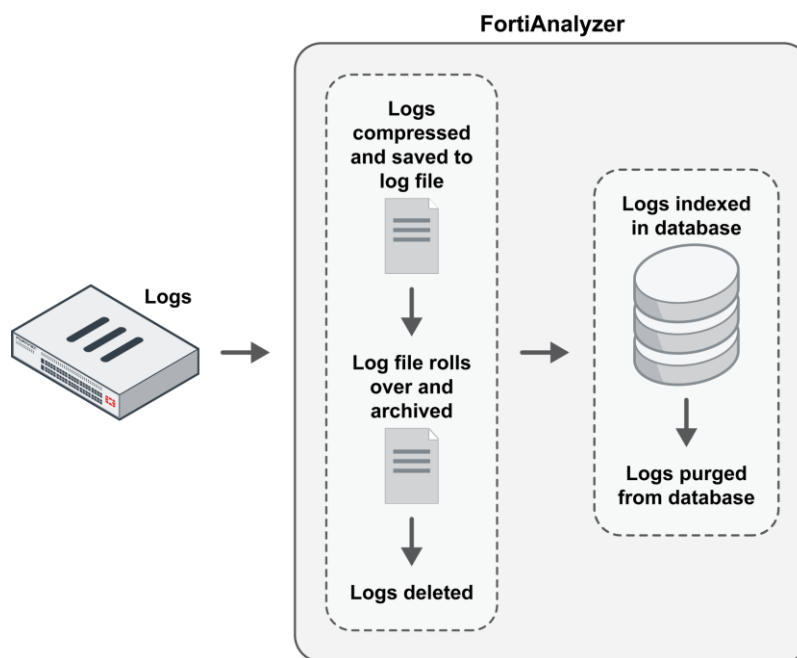 FortiAnalyzer
Logs
Logs
compressed
and saved to
log file
Log file rolls
over and
archived
Logs deleted
Logs indexed
in database
Logs purged
from database